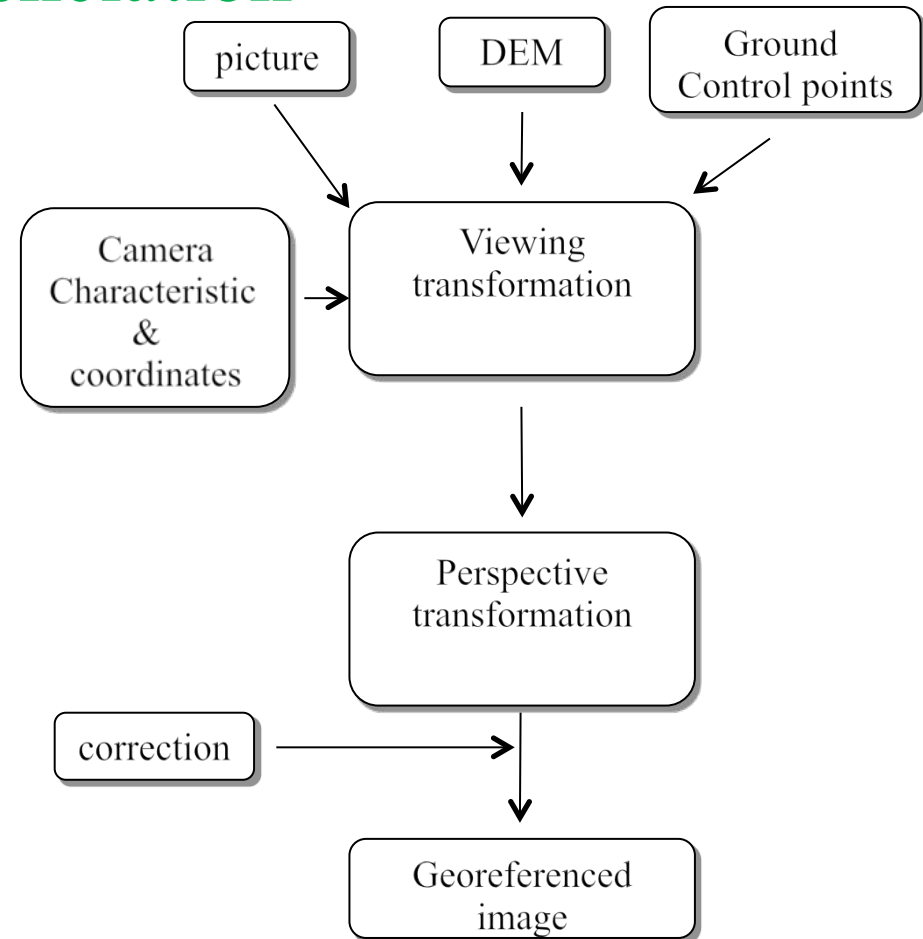 picture
DEM
Ground
Control points
Camera
Characteristic
&
coordinates
Viewing
transformation
Perspective
transformation
correction
Georeferenced
image